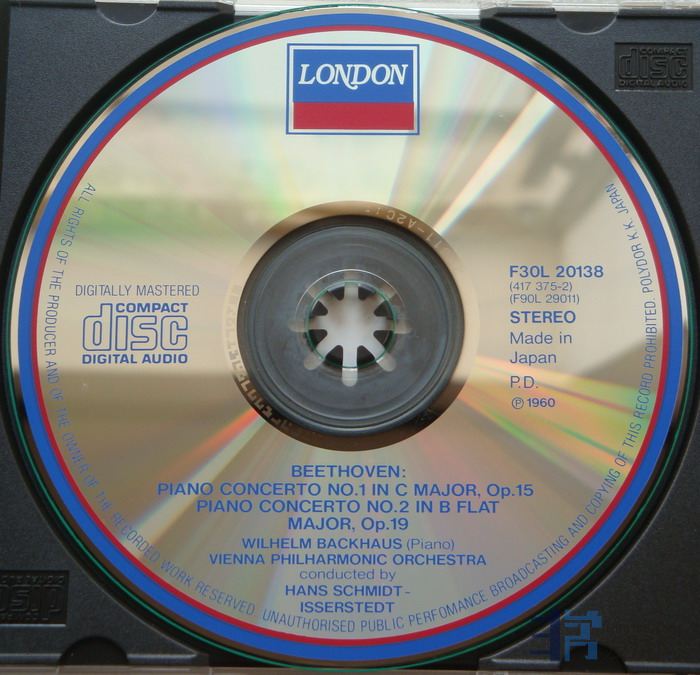 LONDON
COMPACT
disc
DIGITAL AUDIO
ALL RIGHTS OF THE PRODUCER AND OF THE OWNER OF THE RECORDED WORK RESERVED. UNAUTHORISED PUBLIC PERFOMANCE BROADCASTING AND COPYING OF THIS RECORD PROHIBITED. POLYDOR K. K. JAPAN
DIGITALLY MASTERED
COMPACT
disc
DIGITAL AUDIO
F30L 20138
(417 375-2)
(F90L 29011)
STEREO
Made in
Japan
P.D.
℗ 1960
BEETHOVEN:
PIANO CONCERTO NO.1 IN C MAJOR, Op.15
PIANO CONCERTO NO.2 IN B FLAT
MAJOR, Op.19
WILHELM BACKHAUS (Piano)
VIENNA PHILHARMONIC ORCHESTRA
conducted by
HANS SCHMIDT-
ISSERSTEDT